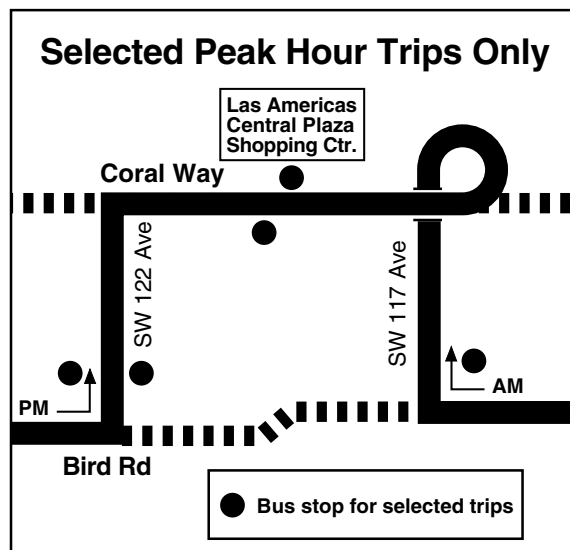 Selected Peak Hour Trips Only
Las Americas
Central Plaza
Shopping Ctr.
Coral Way
SW 122 Ave
SW 117 Ave
PM
AM
Bird Rd
Bus stop for selected trips